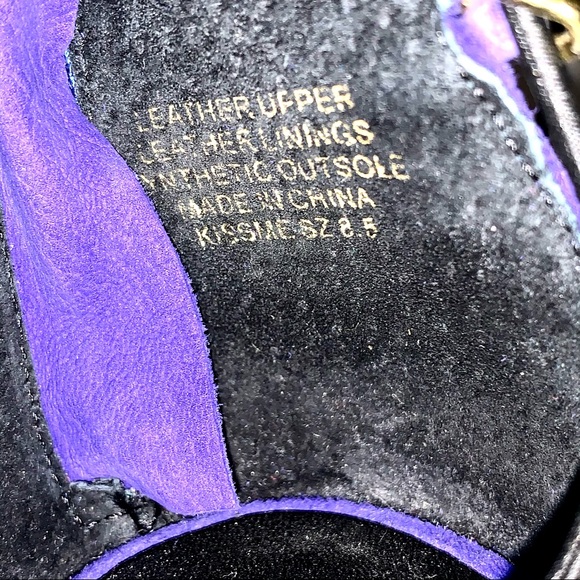 LEATHER UPPER
LEATHER LININGS
SYNTHETIC OUTSOLE
MADE IN CHINA
KISSME SZ 8.5